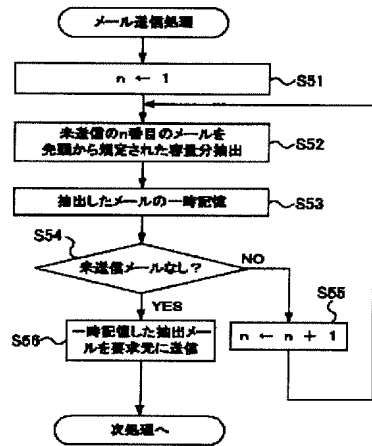 メール送信処理
n ← 1
S51
未送信のn番目のメールを
先頭から規定された容量分抽出
S52
抽出したメールの一時記憶
S53
S54
未送信メールなし?
NO
YES
S55
n ← n + 1
S56
一時記憶した抽出メー
ルを要求元に送信
次処理へ